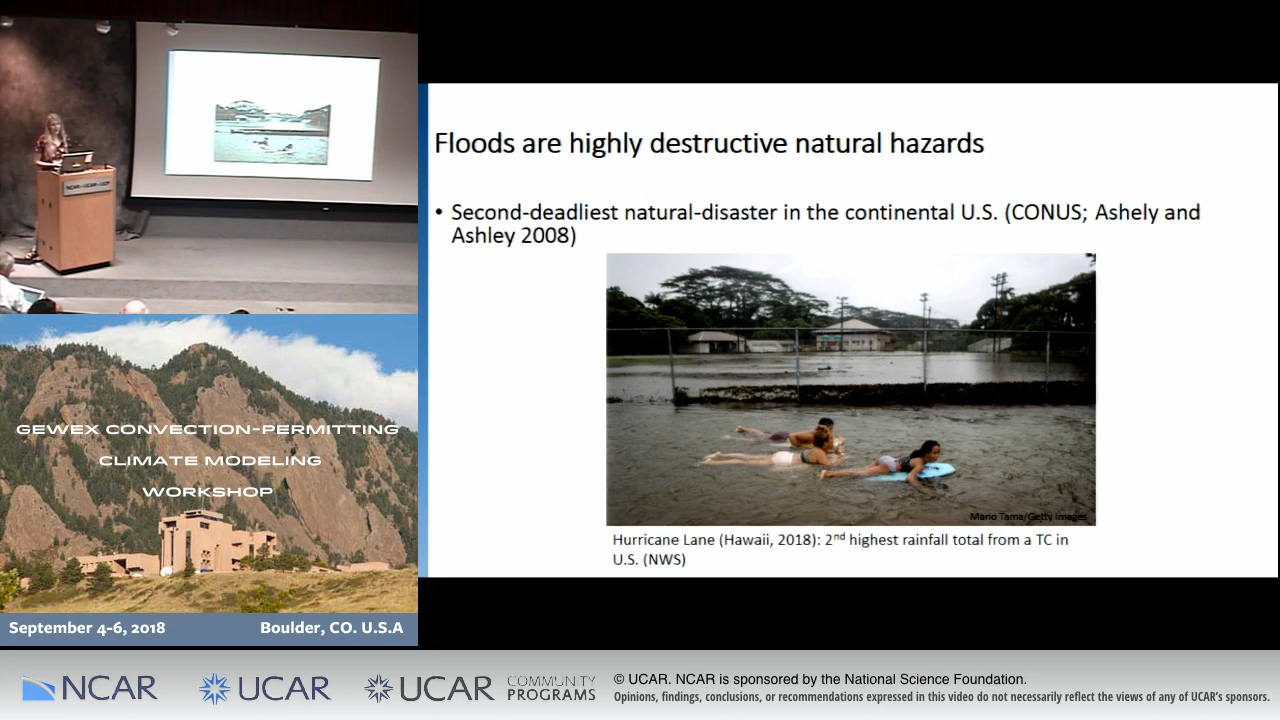 NCAR-UCAR-UCP
GEWEX CONVECTION-PERMITTING
CLIMATE MODELING
WORKSHOP
September 4-6, 2018
Boulder, CO. U.S.A
Floods are highly destructive natural hazards
• Second-deadliest natural-disaster in the continental U.S. (CONUS; Ashely and
Ashley 2008)
Mario Tama/Getty Images
Hurricane Lane (Hawaii, 2018): 2nd highest rainfall total from a TC in
U.S. (NWS)
NCAR
UCAR
UCAR
COMMUNITY
PROGRAMS
© UCAR. NCAR is sponsored by the National Science Foundation.
Opinions, findings, conclusions, or recommendations expressed in this video do not necessarily reflect the views of any of UCAR's sponsors.